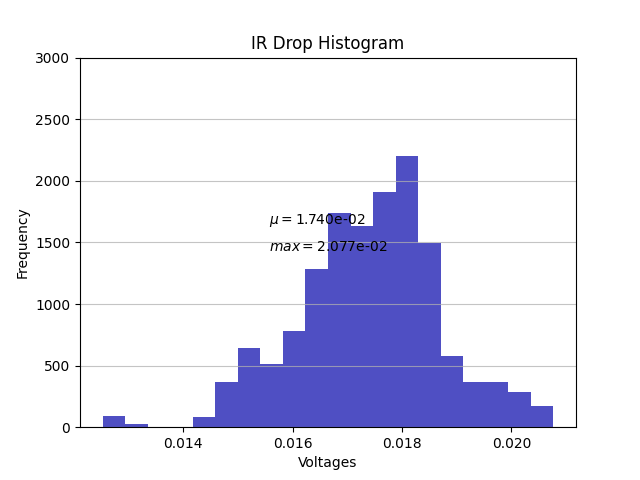 IR Drop Histogram
3000
2500
2000
1500
1000
500
0
Frequency
μ = 1.740e-02
max = 2.077e-02
0.014 0.016 0.018 0.020
Voltages